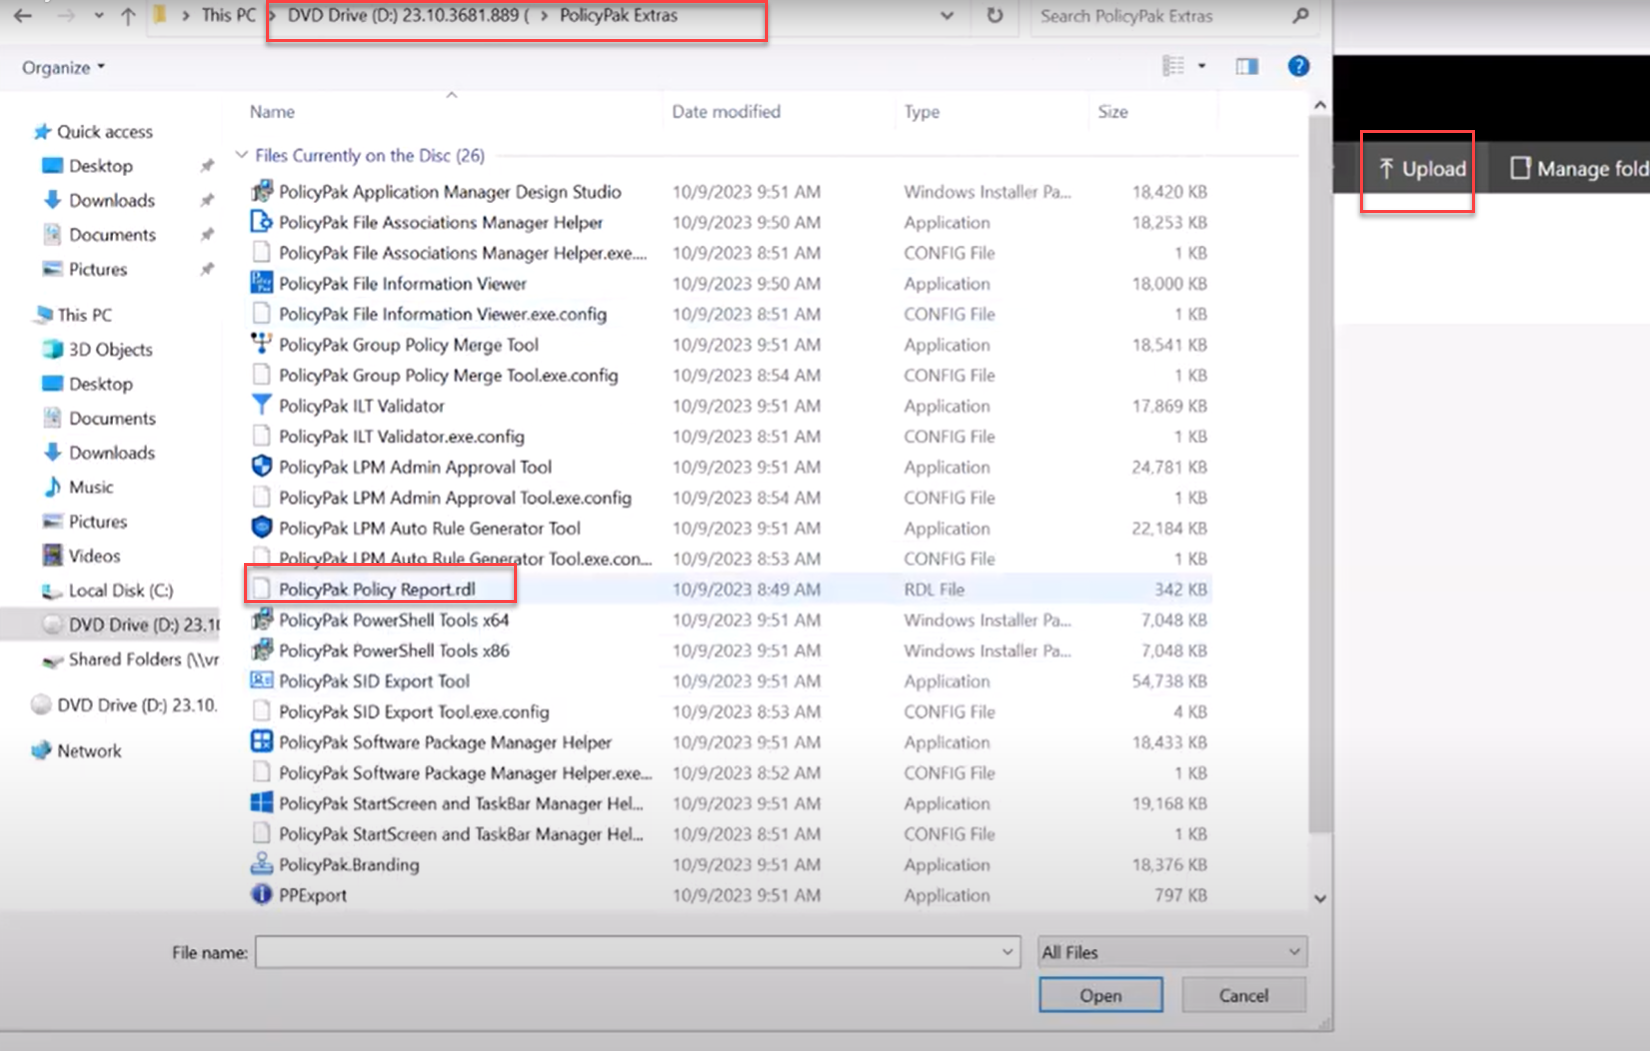 This PC > DVD Drive (D:) 23.10.3681.889 ( > PolicyPak Extras
Search PolicyPak Extras
Organize
Upload
Manage fold
Name Date modified Type Size
Quick access
Desktop
Downloads
Documents
Pictures
This PC
3D Objects
Desktop
Documents
Downloads
Music
Pictures
Videos
Local Disk (C:)
DVD Drive (D:) 23.10
Shared Folders (\\vr
DVD Drive (D:) 23.10.
Network
Files Currently on the Disc (26)
PolicyPak Application Manager Design Studio 10/9/2023 9:51 AM Windows Installer Pa... 18,420 KB
PolicyPak File Associations Manager Helper 10/9/2023 9:50 AM Application 18,253 KB
PolicyPak File Associations Manager Helper.exe.... 10/9/2023 8:51 AM CONFIG File 1 KB
PolicyPak File Information Viewer 10/9/2023 9:50 AM Application 18,000 KB
PolicyPak File Information Viewer.exe.config 10/9/2023 8:51 AM CONFIG File 1 KB
PolicyPak Group Policy Merge Tool 10/9/2023 9:51 AM Application 18,541 KB
PolicyPak Group Policy Merge Tool.exe.config 10/9/2023 8:54 AM CONFIG File 1 KB
PolicyPak ILT Validator 10/9/2023 9:51 AM Application 17,869 KB
PolicyPak ILT Validator.exe.config 10/9/2023 8:51 AM CONFIG File 1 KB
PolicyPak LPM Admin Approval Tool 10/9/2023 9:51 AM Application 24,781 KB
PolicyPak LPM Admin Approval Tool.exe.config 10/9/2023 8:54 AM CONFIG File 1 KB
PolicyPak LPM Auto Rule Generator Tool 10/9/2023 9:51 AM Application 22,184 KB
PolicyPak LPM Auto Rule Generator Tool.exe.con... 10/9/2023 8:53 AM CONFIG File 1 KB
PolicyPak Policy Report.rdl 10/9/2023 8:49 AM RDL File 342 KB
PolicyPak PowerShell Tools x64 10/9/2023 9:51 AM Windows Installer Pa... 7,048 KB
PolicyPak PowerShell Tools x86 10/9/2023 9:51 AM Windows Installer Pa... 7,048 KB
PolicyPak SID Export Tool 10/9/2023 9:51 AM Application 54,738 KB
PolicyPak SID Export Tool.exe.config 10/9/2023 8:53 AM CONFIG File 4 KB
PolicyPak Software Package Manager Helper 10/9/2023 9:51 AM Application 18,433 KB
PolicyPak Software Package Manager Helper.exe... 10/9/2023 8:52 AM CONFIG File 1 KB
PolicyPak StartScreen and TaskBar Manager Hel... 10/9/2023 9:51 AM Application 19,168 KB
PolicyPak StartScreen and TaskBar Manager Hel... 10/9/2023 8:51 AM CONFIG File 1 KB
PolicyPak.Branding 10/9/2023 9:51 AM Application 18,376 KB
PPExport 10/9/2023 9:51 AM Application 797 KB
File name:
All Files
Open
Cancel